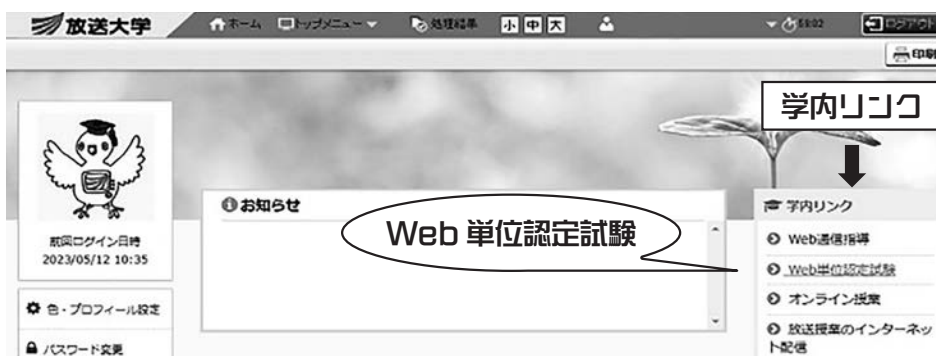 放送大学
ホーム
トップメニュー
処理結果
小 中 大
ログアウト
印刷
学内リンク
お知らせ
Web 単位認定試験
学内リンク
前回ログイン日時
2023/05/12 10:35
Web通信指導
Web単位認定試験
オンライン授業
放送授業のインターネッ
ト配信
色・プロフィール設定
パスワード変更